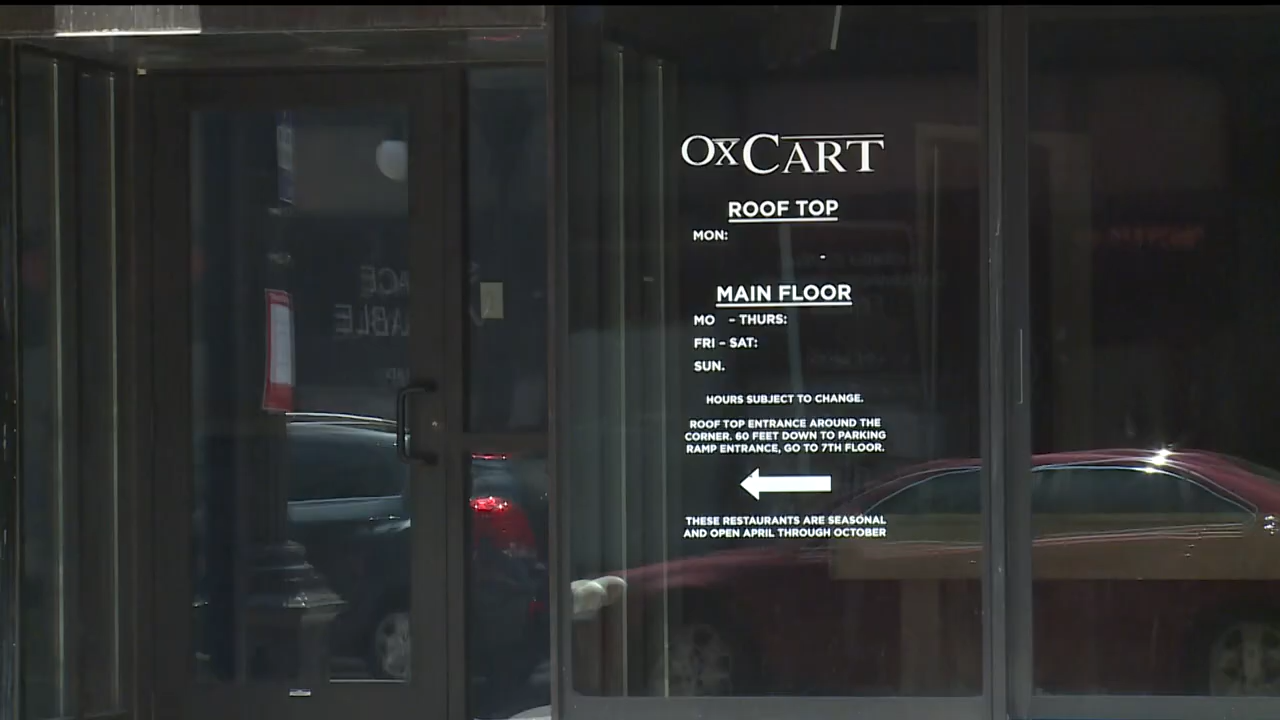 OXCART
ROOF TOP
MON:
-
MAIN FLOOR
MO - THURS:
FRI - SAT:
SUN.
HOURS SUBJECT TO CHANGE.
ROOF TOP ENTRANCE AROUND THE
CORNER. 60 FEET DOWN TO PARKING
RAMP ENTRANCE, GO TO 7TH FLOOR.
THESE RESTAURANTS ARE SEASONAL
AND OPEN APRIL THROUGH OCTOBER